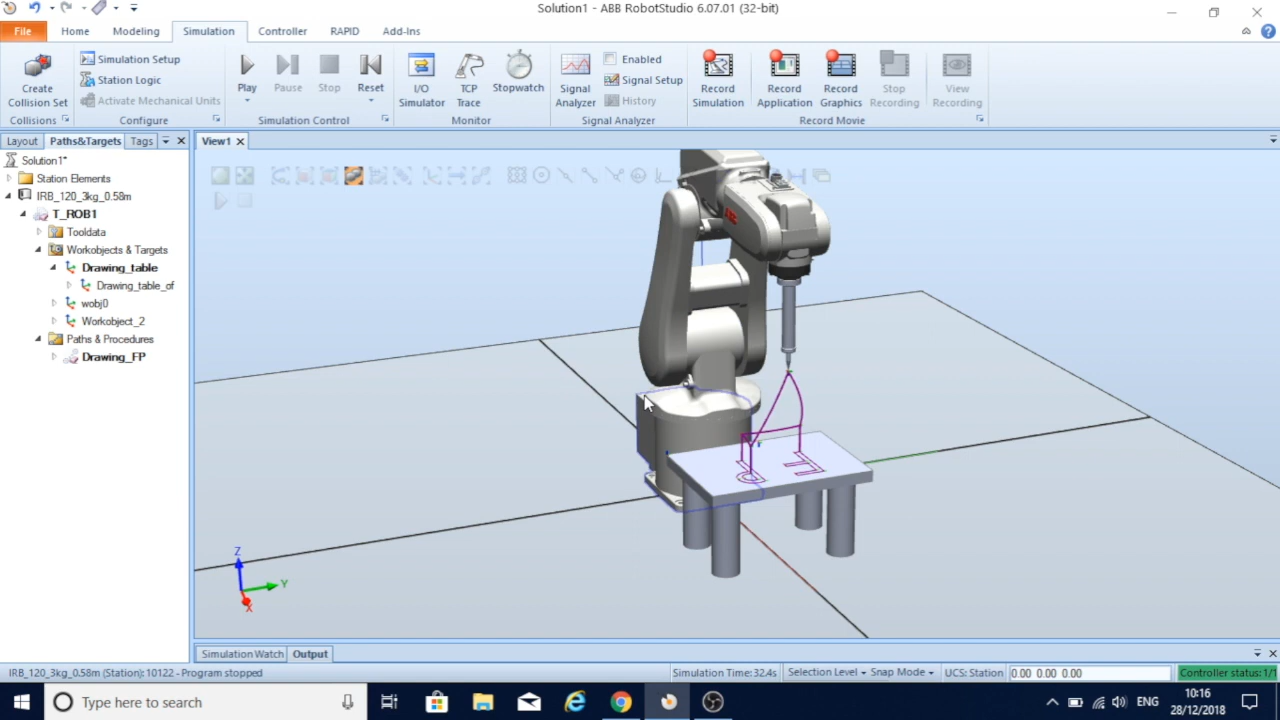 Solution1 - ABB RobotStudio 6.07.01 (32-bit)
File Home Modeling Simulation Controller RAPID Add-Ins
Create Collision Set
Collisions
Simulation Setup
Station Logic
Activate Mechanical Units
Configure
Play Pause Stop Reset
Simulation Control
I/O Simulator
TCP Trace
Stopwatch
Monitor
Signal Analyzer
Enabled
Signal Setup
History
Signal Analyzer
Record Simulation
Record Application
Record Graphics
Stop Recording
View Recording
Record Movie
Layout Paths&Targets Tags
View1
Solution1*
Station Elements
IRB_120_3kg_0.58m
T_ROB1
Tooldata
Workobjects & Targets
Drawing_table
Drawing_table_of
wobj0
Workobject_2
Paths & Procedures
Drawing_FP
ABB
Z
Y
X
Simulation Watch Output
IRB_120_3kg_0.58m (Station): 10122 - Program stopped
Simulation Time: 32.4s Selection Level Snap Mode UCS: Station 0.00 0.00 0.00 Controller status: 1/1
Type here to search
ENG
10:16
28/12/2018